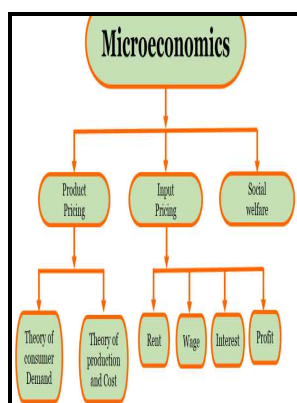 Microeconomics
Product
Pricing
Input
Pricing
Social
welfare
Theory of
consumer
Demand
Theory of
production
and Cost
Rent
Wage
Interest
Profit